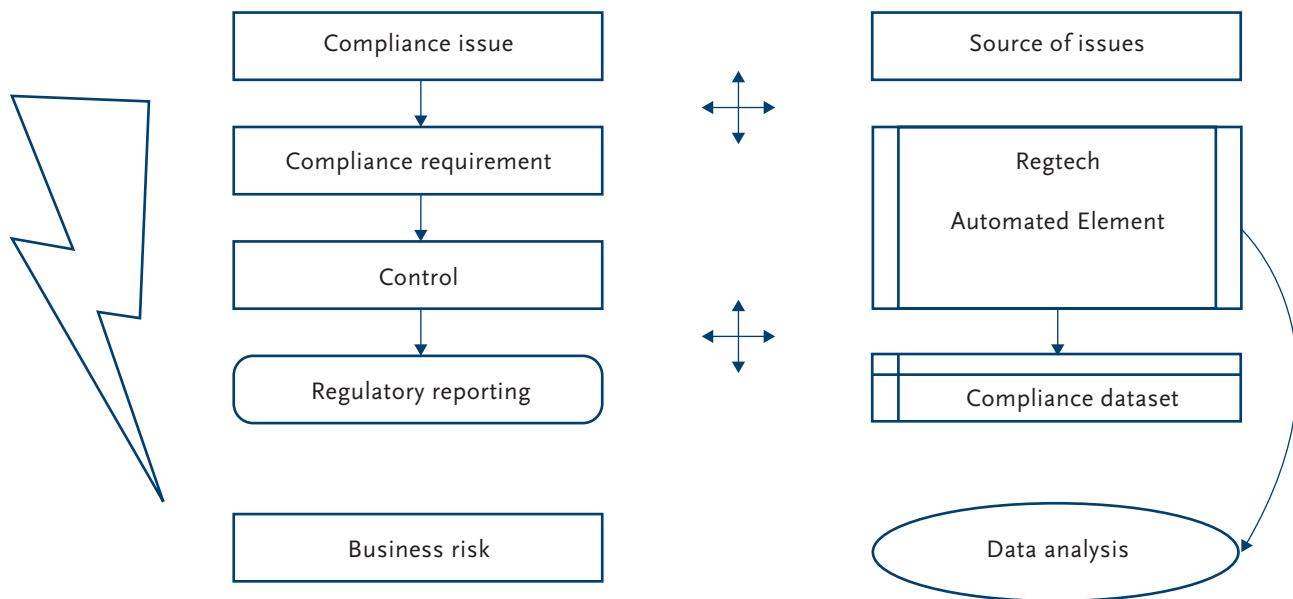 Compliance issue
Compliance requirement
Control
Regulatory reporting
Business risk
Source of issues
Regtech
Automated Element
Compliance dataset
Data analysis